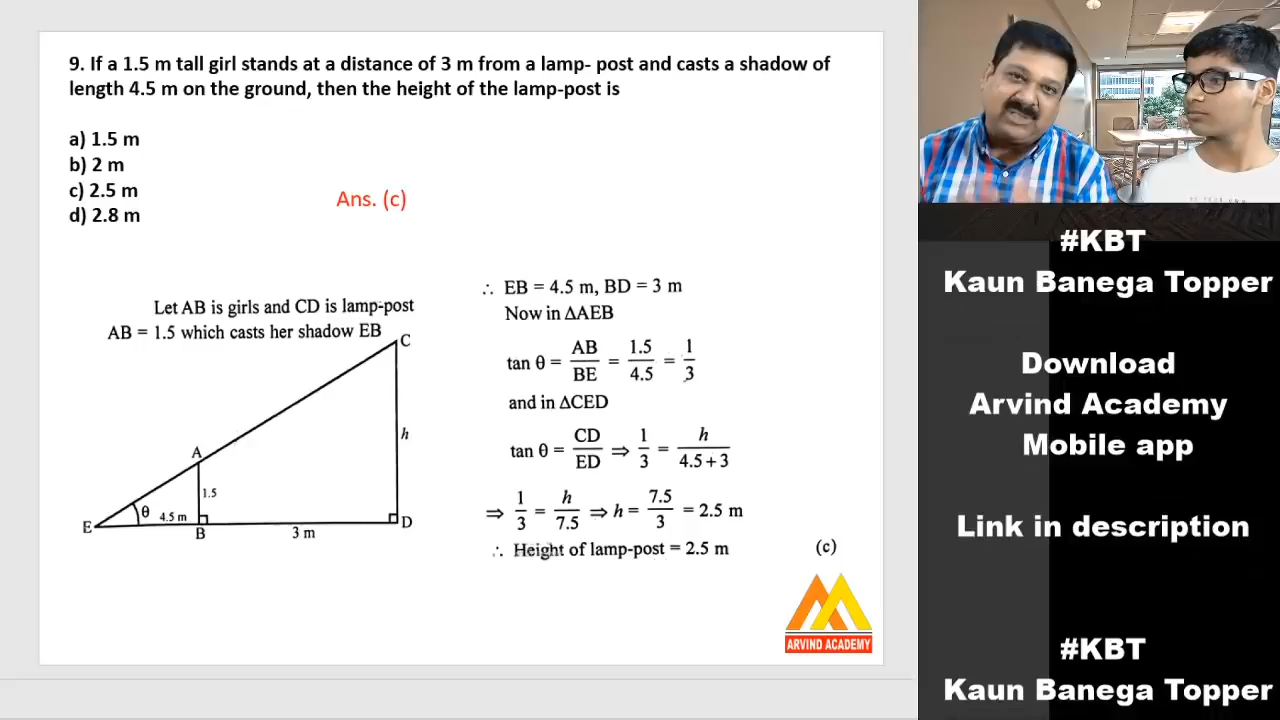 9. If a 1.5 m tall girl stands at a distance of 3 m from a lamp- post and casts a shadow of
length 4.5 m on the ground, then the height of the lamp-post is
a) 1.5 m
b) 2 m
c) 2.5 m
d) 2.8 m
Ans. (c)
Let AB is girls and CD is lamp-post
AB = 1.5 which casts her shadow EB
C
h
A
1.5
E
θ
4.5 m
B
3 m
D
∴ EB = 4.5 m, BD = 3 m
Now in ΔAEB
tan θ = AB/BE = 1.5/4.5 = 1/3
and in ΔCED
tan θ = CD/ED ⇒ 1/3 = h/(4.5+3)
⇒ 1/3 = h/7.5 ⇒ h = 7.5/3 = 2.5 m
∴ Height of lamp-post = 2.5 m (c)
ARVIND ACADEMY
#KBT
Kaun Banega Topper
Download
Arvind Academy
Mobile app
Link in description
#KBT
Kaun Banega Topper